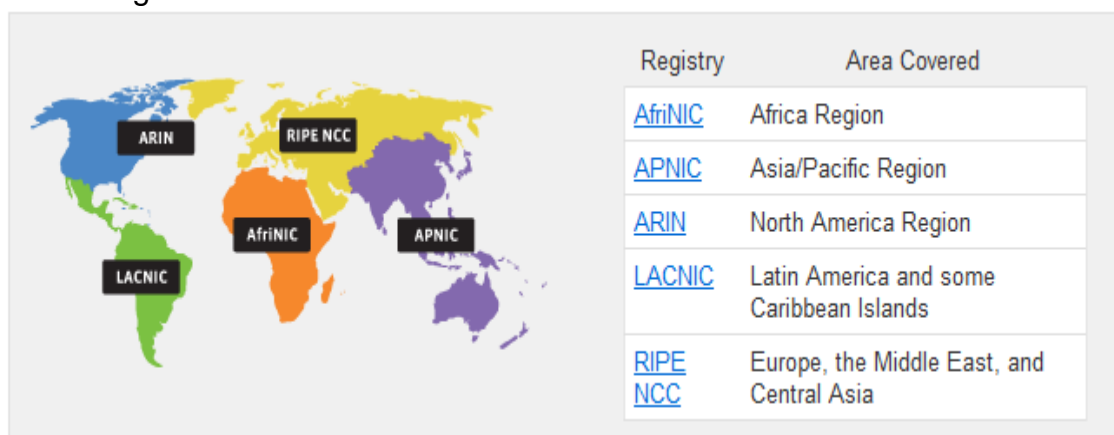 ARIN
RIPE NCC
AfriNIC
APNIC
LACNIC
Registry Area Covered
AfriNIC Africa Region
APNIC Asia/Pacific Region
ARIN North America Region
LACNIC Latin America and some
Caribbean Islands
RIPE Europe, the Middle East, and
NCC Central Asia